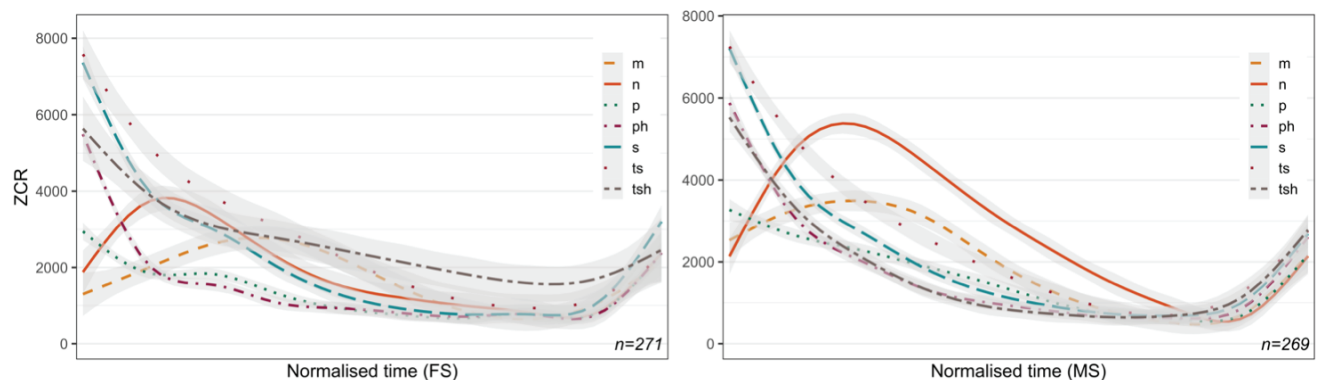 ZCR
8000
6000
4000
2000
0
m
n
p
ph
s
ts
tsh
n=271
Normalised time (FS)
8000
6000
4000
2000
0
m
n
p
ph
s
ts
tsh
n=269
Normalised time (MS)